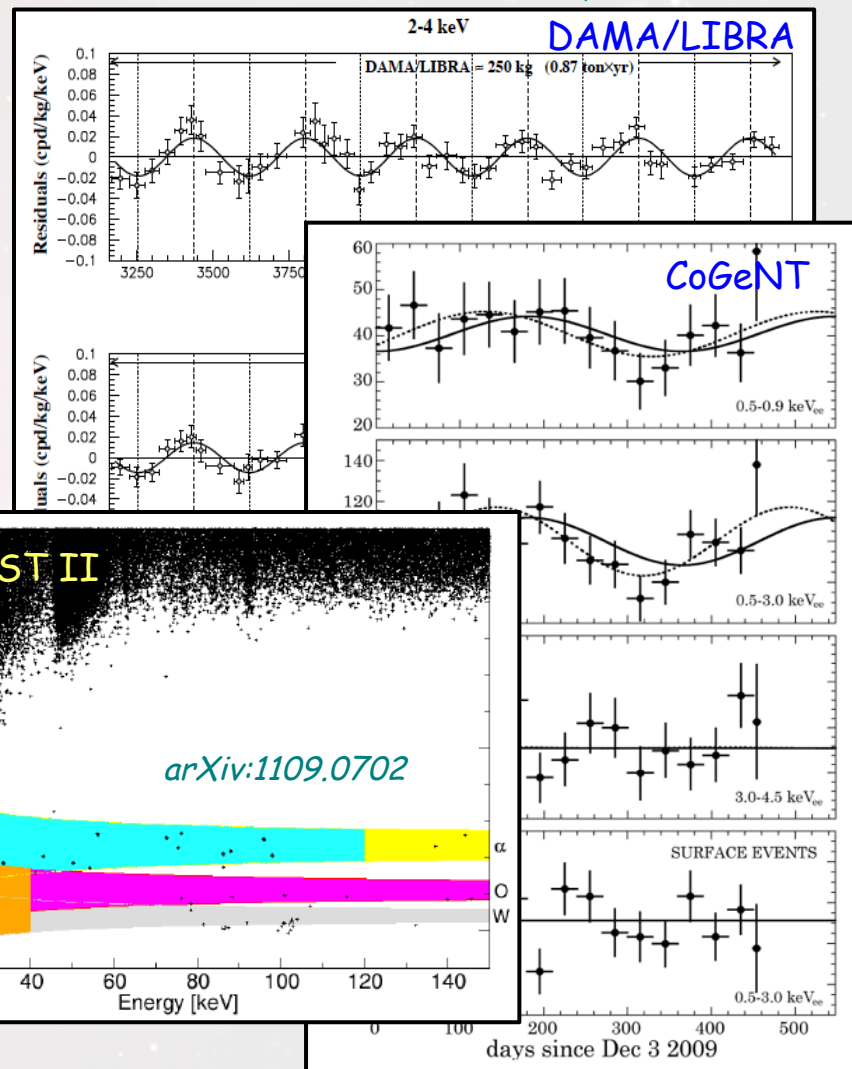 2-4 keV
DAMA/LIBRA
DAMA/LIBRA = 250 kg (0.87 ton×yr)
Residuals (cpd/kg/keV)
0.1
0.08
0.06
0.04
0.02
0
−0.02
−0.04
−0.06
−0.08
−0.1
3250 3500 3750
uals (cpd/kg/keV)
0.1
0.08
0.06
0.04
0.02
0
−0.02
−0.04
CoGeNT
60
50
40
30
20
0.5-0.9 keVee
140
120
0.5-3.0 keVee
3.0-4.5 keVee
SURFACE EVENTS
0.5-3.0 keVee
0 100 200 300 400 500
days since Dec 3 2009
ST II
arXiv:1109.0702
α
O
W
40 60 80 100 120 140
Energy [keV]